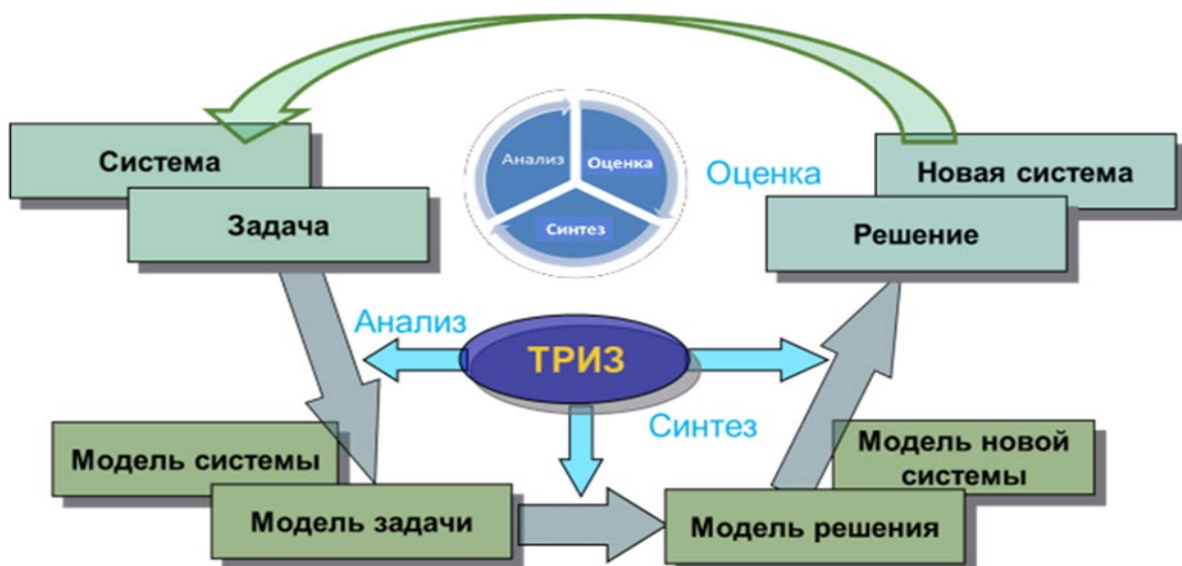 Система
Задача
Анализ
Оценка
Синтез
Оценка
Новая система
Решение
Анализ
ТРИЗ
Синтез
Модель системы
Модель задачи
Модель новой
системы
Модель решения